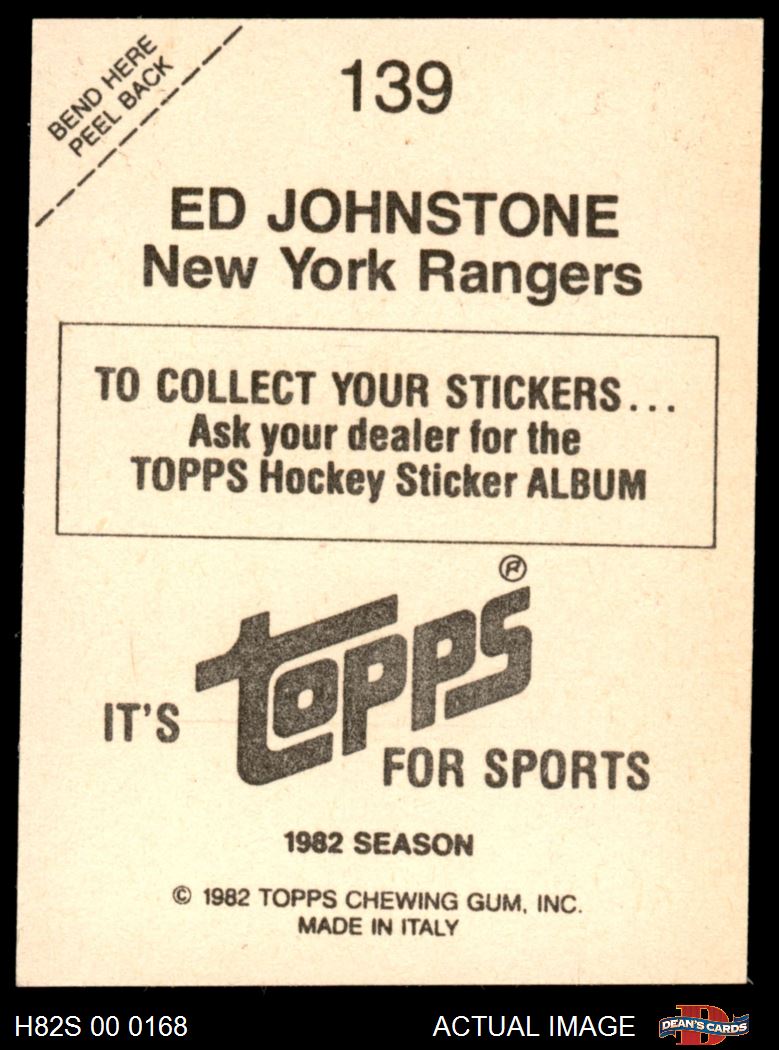 BEND HERE
PEEL BACK
139
ED JOHNSTONE
New York Rangers
TO COLLECT YOUR STICKERS...
Ask your dealer for the
TOPPS Hockey Sticker ALBUM
IT'S topps® FOR SPORTS
1982 SEASON
© 1982 TOPPS CHEWING GUM, INC.
MADE IN ITALY
H82S 00 0168
ACTUAL IMAGE
D
DEAN'S CARDS